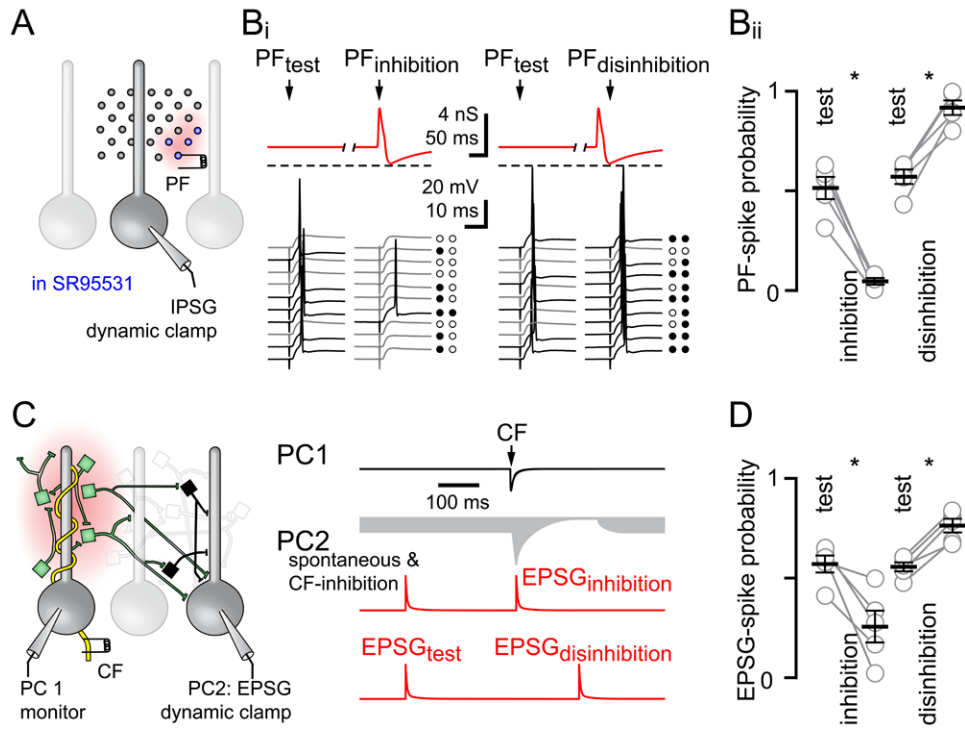 A
PF
in SR95531
IPSG
dynamic clamp
Bi
PFtest
PFinhibition
PFtest
PFdisinhibition
4 nS
50 ms
20 mV
10 ms
Bii
PF-spike probability
1
0
test
*
test
*
inhibition
disinhibition
C
CF
PC 1
monitor
PC2: EPSG
dynamic clamp
CF
PC1
100 ms
PC2
spontaneous &
CF-inhibition
EPSGinhibition
EPSGtest
EPSGdisinhibition
D
EPSG-spike probability
1
0
test
*
test
*
inhibition
disinhibition